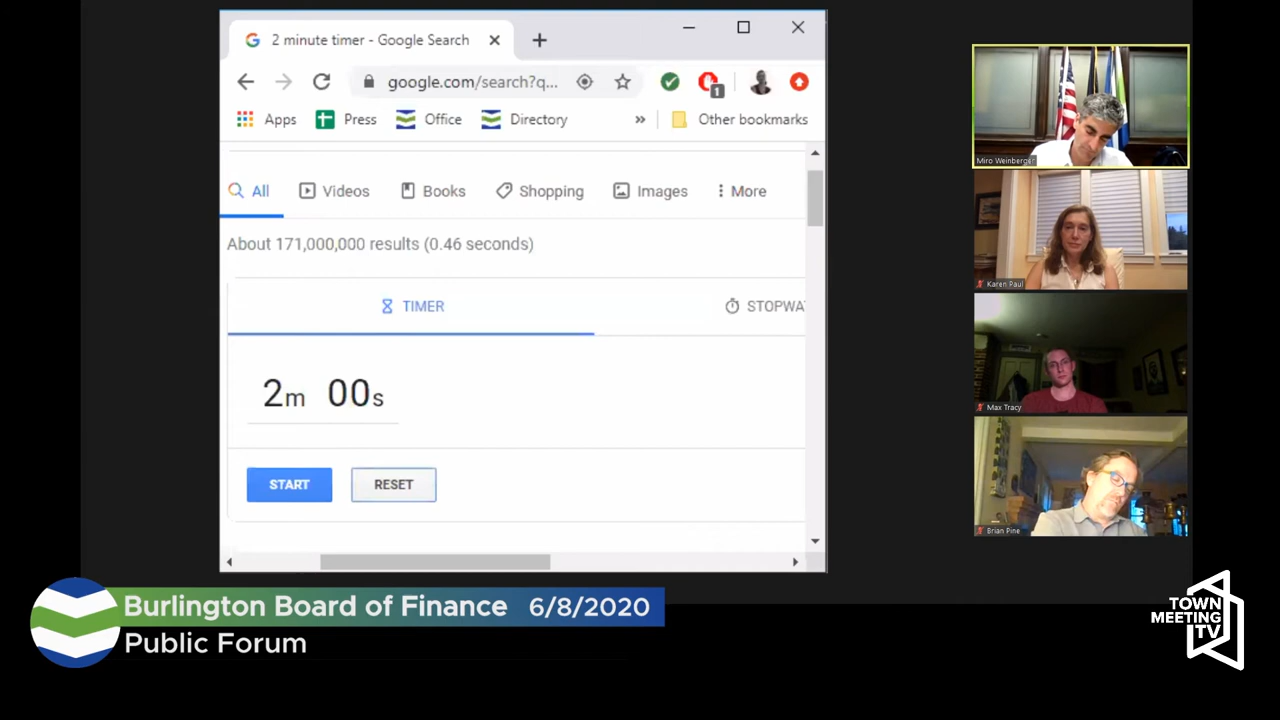 2 minute timer - Google Search
google.com/search?q...
1
Apps
Press
Office
Directory
»
Other bookmarks
All
Videos
Books
Shopping
Images
More
About 171,000,000 results (0.46 seconds)
TIMER
STOPWA
2m 00s
START
RESET
Miro Weinberger
Karen Paul
Max Tracy
Brian Pine
Burlington Board of Finance 6/8/2020
Public Forum
TOWN
MEETING
TV